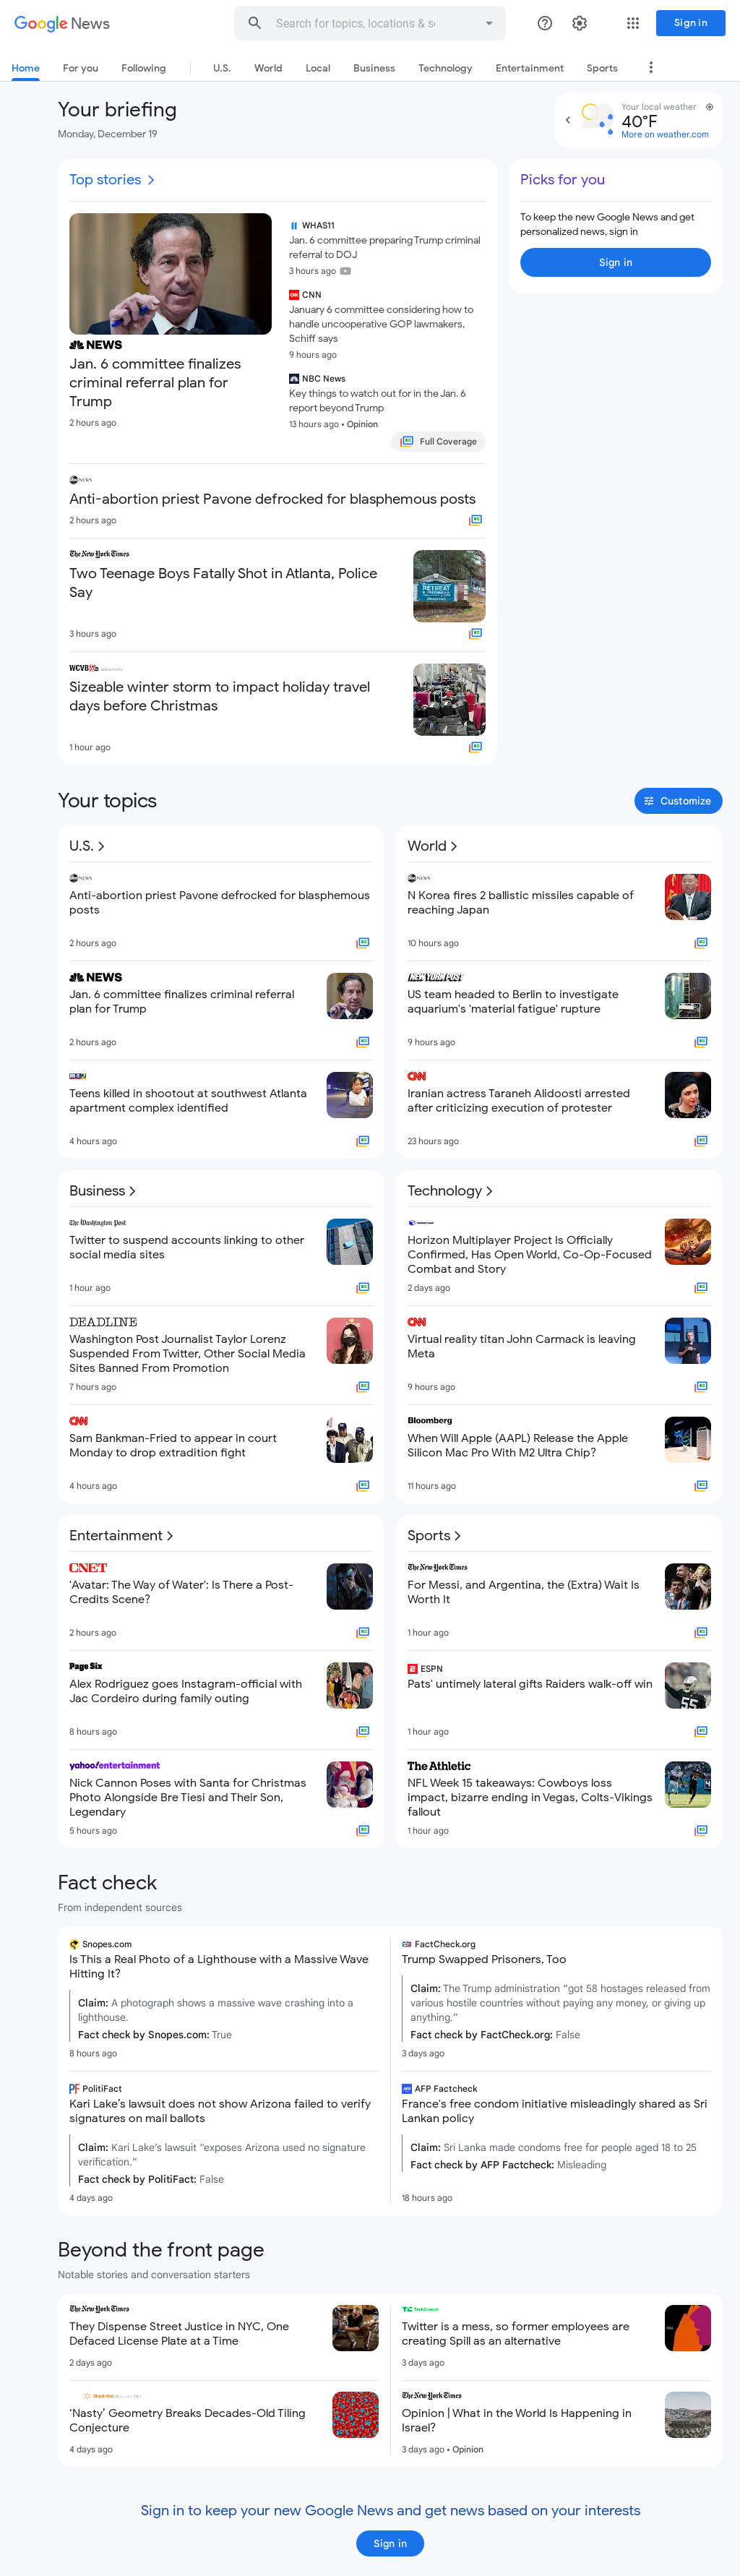 Google News
Search for topics, locations & so
Sign in
Home
For you
Following
U.S.
World
Local
Business
Technology
Entertainment
Sports
Your briefing
Monday, December 19
Your local weather
40°F
More on weather.com
Top stories
NEWS
Jan. 6 committee finalizes
criminal referral plan for
Trump
2 hours ago
WHAS11
Jan. 6 committee preparing Trump criminal
referral to DOJ
3 hours ago
CNN
January 6 committee considering how to
handle uncooperative GOP lawmakers,
Schiff says
9 hours ago
NBC News
Key things to watch out for in the Jan. 6
report beyond Trump
13 hours ago • Opinion
Full Coverage
abc NEWS
Anti-abortion priest Pavone defrocked for blasphemous posts
2 hours ago
The New York Times
Two Teenage Boys Fatally Shot in Atlanta, Police
Say
3 hours ago
RETREAT
WCVB5 BOSTON
Sizeable winter storm to impact holiday travel
days before Christmas
1 hour ago
Picks for you
To keep the new Google News and get
personalized news, sign in
Sign in
Your topics
Customize
U.S.
abc NEWS
Anti-abortion priest Pavone defrocked for blasphemous
posts
2 hours ago
NEWS
Jan. 6 committee finalizes criminal referral
plan for Trump
2 hours ago
Teens killed in shootout at southwest Atlanta
apartment complex identified
4 hours ago
World
abc NEWS
N Korea fires 2 ballistic missiles capable of
reaching Japan
10 hours ago
NEW YORK POST
US team headed to Berlin to investigate
aquarium's 'material fatigue' rupture
9 hours ago
CNN
Iranian actress Taraneh Alidoosti arrested
after criticizing execution of protester
23 hours ago
Business
The Washington Post
Twitter to suspend accounts linking to other
social media sites
1 hour ago
DEADLINE
Washington Post Journalist Taylor Lorenz
Suspended From Twitter, Other Social Media
Sites Banned From Promotion
7 hours ago
CNN
Sam Bankman-Fried to appear in court
Monday to drop extradition fight
4 hours ago
Technology
Horizon Multiplayer Project Is Officially
Confirmed, Has Open World, Co-Op-Focused
Combat and Story
2 days ago
CNN
Virtual reality titan John Carmack is leaving
Meta
9 hours ago
Bloomberg
When Will Apple (AAPL) Release the Apple
Silicon Mac Pro With M2 Ultra Chip?
11 hours ago
Entertainment
CNET
'Avatar: The Way of Water': Is There a Post-
Credits Scene?
2 hours ago
Page Six
Alex Rodriguez goes Instagram-official with
Jac Cordeiro during family outing
8 hours ago
yahoo!entertainment
Nick Cannon Poses with Santa for Christmas
Photo Alongside Bre Tiesi and Their Son,
Legendary
5 hours ago
Sports
The New York Times
For Messi, and Argentina, the (Extra) Wait Is
Worth It
1 hour ago
ESPN
Pats' untimely lateral gifts Raiders walk-off win
1 hour ago
55
The Athletic
NFL Week 15 takeaways: Cowboys loss
impact, bizarre ending in Vegas, Colts-Vikings
fallout
1 hour ago
Fact check
From independent sources
Snopes.com
Is This a Real Photo of a Lighthouse with a Massive Wave
Hitting It?
Claim: A photograph shows a massive wave crashing into a
lighthouse.
Fact check by Snopes.com: True
8 hours ago
FactCheck.org
Trump Swapped Prisoners, Too
Claim: The Trump administration “got 58 hostages released from
various hostile countries without paying any money, or giving up
anything.”
Fact check by FactCheck.org: False
3 days ago
PolitiFact
Kari Lake’s lawsuit does not show Arizona failed to verify
signatures on mail ballots
Claim: Kari Lake’s lawsuit “exposes Arizona used no signature
verification.”
Fact check by PolitiFact: False
4 days ago
AFP Factcheck
France's free condom initiative misleadingly shared as Sri
Lankan policy
Claim: Sri Lanka made condoms free for people aged 18 to 25
Fact check by AFP Factcheck: Misleading
18 hours ago
Beyond the front page
Notable stories and conversation starters
The New York Times
They Dispense Street Justice in NYC, One
Defaced License Plate at a Time
2 days ago
TechCrunch
Twitter is a mess, so former employees are
creating Spill as an alternative
3 days ago
Quanta
‘Nasty’ Geometry Breaks Decades-Old Tiling
Conjecture
4 days ago
The New York Times
Opinion | What in the World Is Happening in
Israel?
3 days ago • Opinion
Sign in to keep your new Google News and get news based on your interests
Sign in